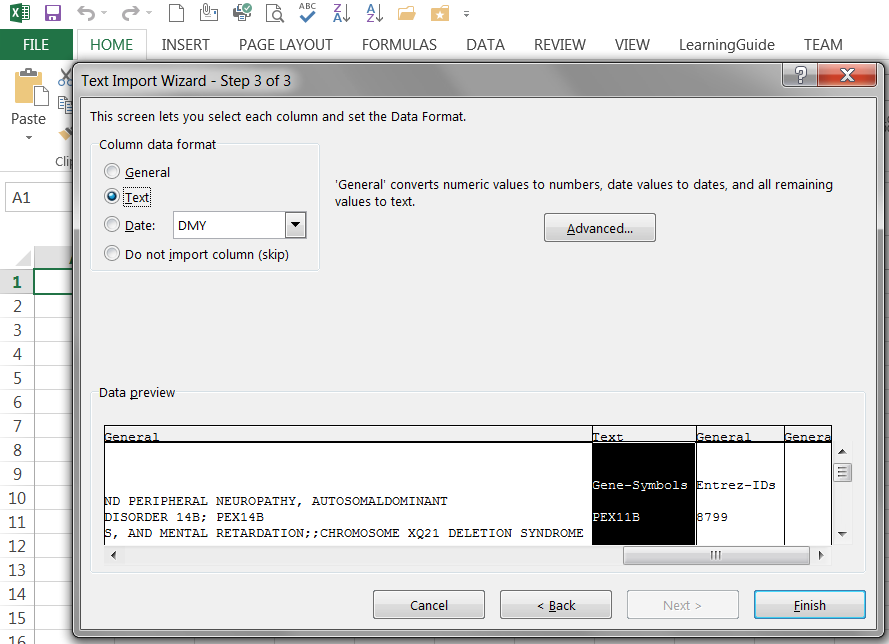 ABC
FILE HOME INSERT PAGE LAYOUT FORMULAS DATA REVIEW VIEW LearningGuide TEAM
Text Import Wizard - Step 3 of 3
Paste
A1
This screen lets you select each column and set the Data Format.
Column data format
General
Text
Date: DMY
Do not import column (skip)
'General' converts numeric values to numbers, date values to dates, and all remaining
values to text.
Advanced...
1
2
3
4
5
6
7
8
9
10
11
12
13
14
15
16
Data preview
General Text General Genera
Gene-Symbols Entrez-IDs
ND PERIPHERAL NEUROPATHY, AUTOSOMALDOMINANT
DISORDER 14B; PEX14B PEX11B 8799
S, AND MENTAL RETARDATION;;CHROMOSOME XQ21 DELETION SYNDROME
Cancel < Back Next > Finish